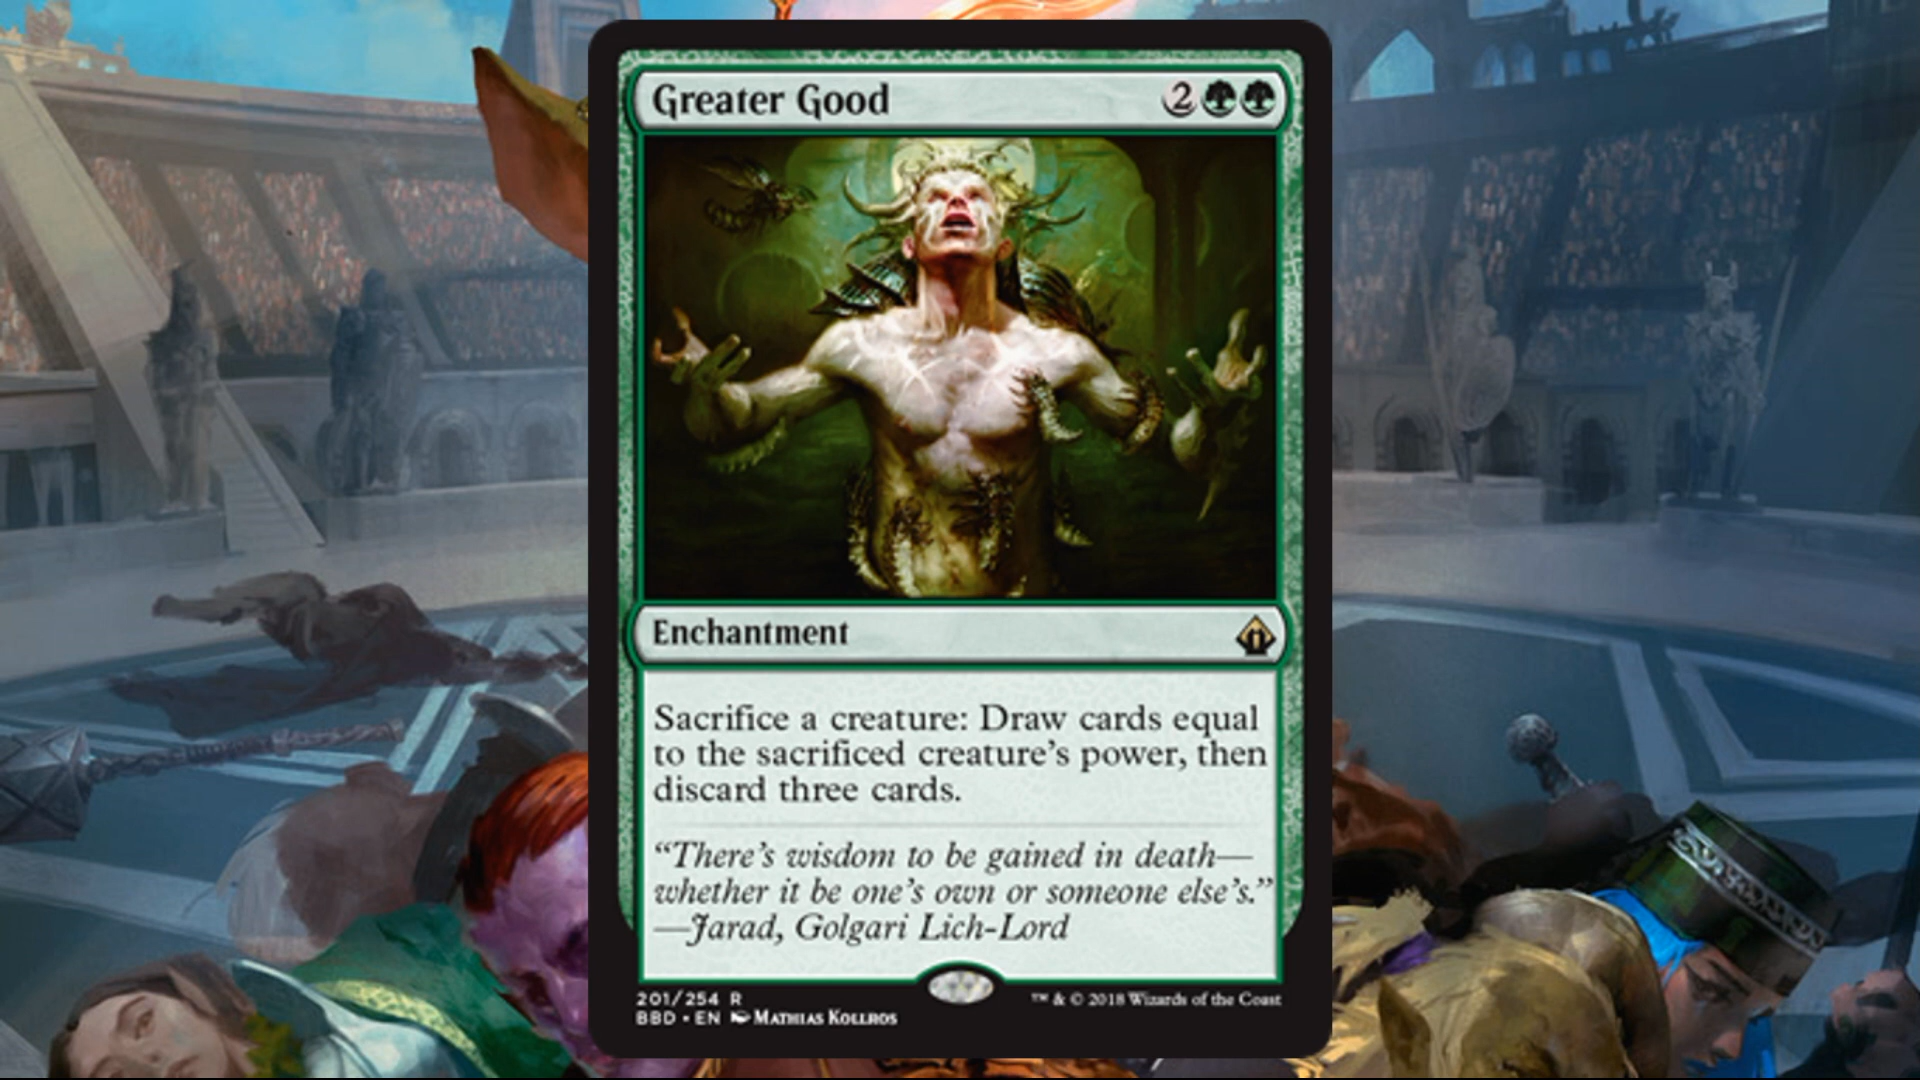 Greater Good 2
Enchantment
Sacrifice a creature: Draw cards equal
to the sacrificed creature's power, then
discard three cards.
“There's wisdom to be gained in death—
whether it be one's own or someone else's.”
—Jarad, Golgari Lich-Lord
201/254 R
™ & © 2018 Wizards of the Coast
BBD • EN Mathias Kollros